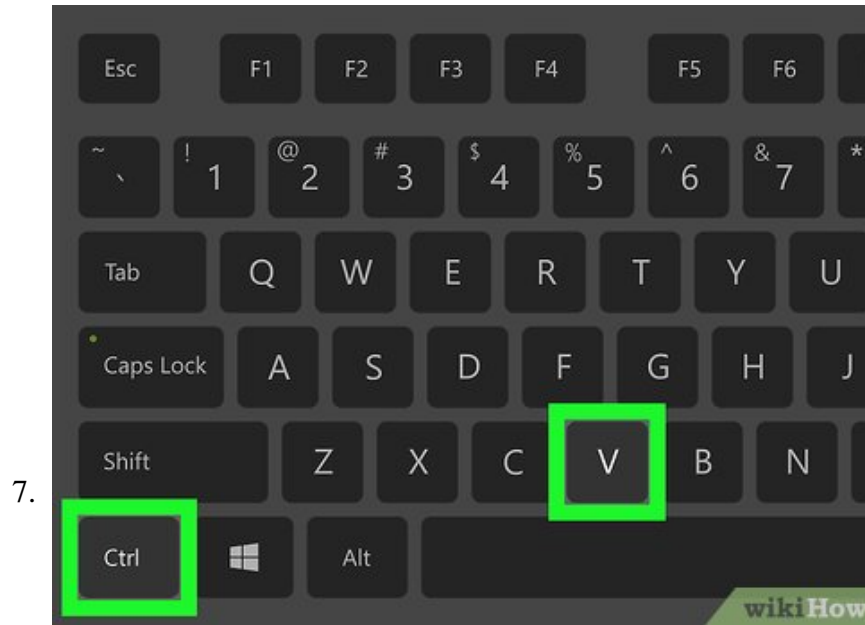 Esc F1 F2 F3 F4 F5 F6
~ ` ! 1 @ 2 # 3 $ 4 % 5 ^ 6 & 7 *
Tab Q W E R T Y U
Caps Lock A S D F G H J
Shift Z X C V B N
7.
Ctrl Alt
wikiHow